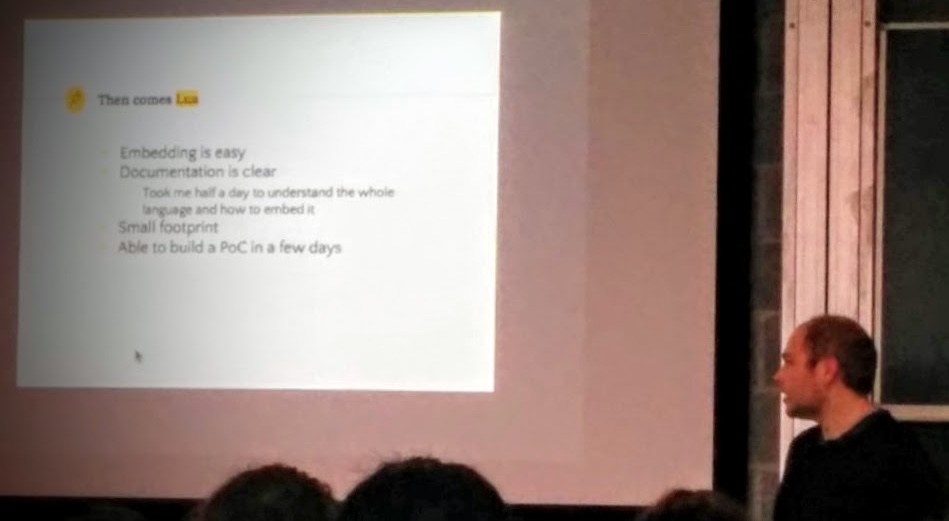 Then comes Lua
Embedding is easy
Documentation is clear
Took me half a day to understand the whole
language and how to embed it
Small footprint
Able to build a PoC in a few days